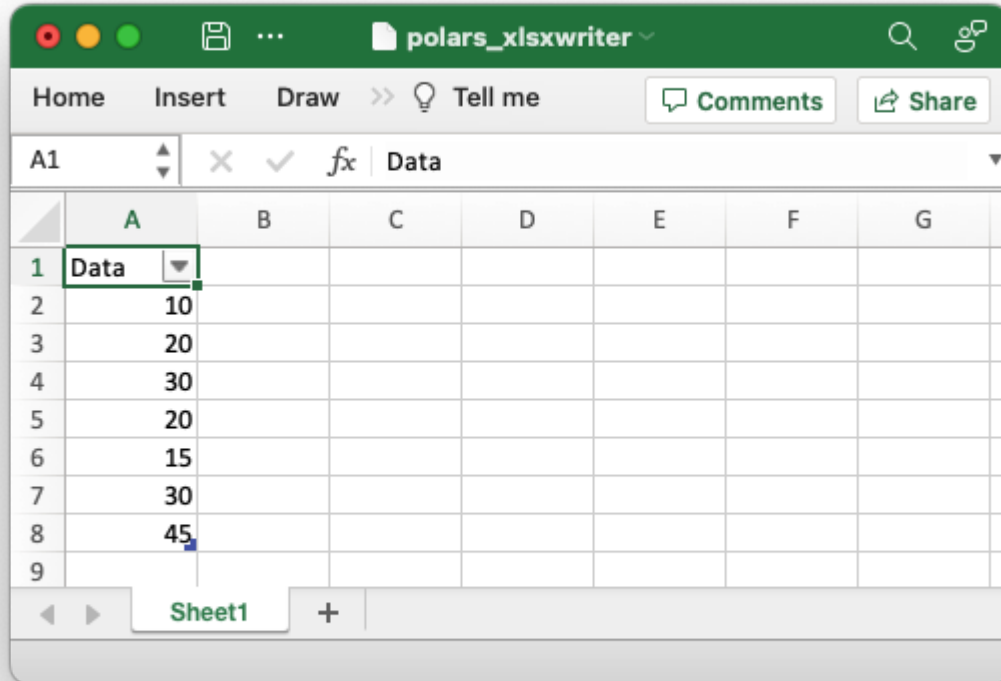 ··· polars_xlsxwriter
Home Insert Draw >> Tell me Comments Share
A1 fx Data
A B C D E F G
1 Data
2 10
3 20
4 30
5 20
6 15
7 30
8 45
9
Sheet1 +